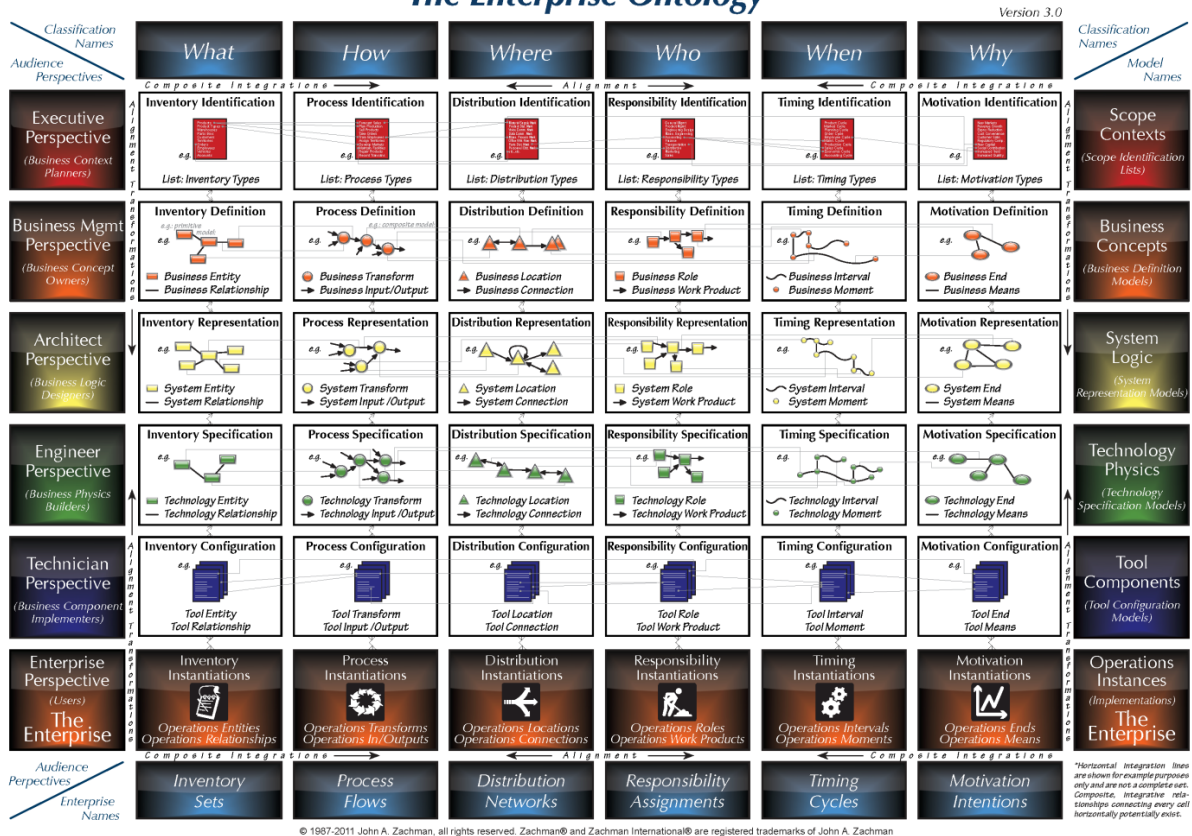 The Enterprise Ontology
Version 3.0
Classification
Names
Audience
Perspectives
What
How
Where
Who
When
Why
Classification
Names
Model
Names
Composite Integrations
Alignment
Composite Integrations
Executive
Perspective
(Business Context
Planners)
Alignment Transformations
Inventory Identification
e.g.
List: Inventory Types
Process Identification
e.g.
List: Process Types
Distribution Identification
e.g.
List: Distribution Types
Responsibility Identification
e.g.
List: Responsibility Types
Timing Identification
e.g.
List: Timing Types
Motivation Identification
e.g.
List: Motivation Types
Alignment Transformations
Scope
Contexts
(Scope Identification
Lists)
Business Mgmt
Perspective
(Business Concept
Owners)
Inventory Definition
e.g.: primitive
model
e.g.
Business Entity
Business Relationship
Process Definition
e.g.: composite model
e.g.
Business Transform
Business Input/Output
Distribution Definition
e.g.
Business Location
Business Connection
Responsibility Definition
e.g.
Business Role
Business Work Product
Timing Definition
e.g.
Business Interval
Business Moment
Motivation Definition
e.g.
Business End
Business Means
Business
Concepts
(Business Definition
Models)
Architect
Perspective
(Business Logic
Designers)
Inventory Representation
e.g.
System Entity
System Relationship
Process Representation
e.g.
System Transform
System Input /Output
Distribution Representation
e.g.
System Location
System Connection
Responsibility Representation
e.g.
System Role
System Work Product
Timing Representation
e.g.
System Interval
System Moment
Motivation Representation
e.g.
System End
System Means
System
Logic
(System
Representation Models)
Engineer
Perspective
(Business Physics
Builders)
Inventory Specification
e.g.
Technology Entity
Technology Relationship
Process Specification
e.g.
Technology Transform
Technology Input /Output
Distribution Specification
e.g.
Technology Location
Technology Connection
Responsibility Specification
e.g.
Technology Role
Technology Work Product
Timing Specification
e.g.
Technology Interval
Technology Moment
Motivation Specification
e.g.
Technology End
Technology Means
Technology
Physics
(Technology
Specification Models)
Technician
Perspective
(Business Component
Implementers)
Alignment Transformations
Inventory Configuration
e.g.
Tool Entity
Tool Relationship
Process Configuration
e.g.
Tool Transform
Tool Input /Output
Distribution Configuration
e.g.
Tool Location
Tool Connection
Responsibility Configuration
e.g.
Tool Role
Tool Work Product
Timing Configuration
e.g.
Tool Interval
Tool Moment
Motivation Configuration
e.g.
Tool End
Tool Means
Alignment Transformations
Tool
Components
(Tool Configuration
Models)
Enterprise
Perspective
(Users)
The
Enterprise
Inventory
Instantiations
Operations Entities
Operations Relationships
Process
Instantiations
Operations Transforms
Operations In/Outputs
Distribution
Instantiations
Operations Locations
Operations Connections
Responsibility
Instantiations
Operations Roles
Operations Work Products
Timing
Instantiations
Operations Intervals
Operations Moments
Motivation
Instantiations
Operations Ends
Operations Means
Operations
Instances
(Implementations)
The
Enterprise
Composite Integrations
Alignment
Composite Integrations
Audience
Perpectives
Enterprise
Names
Inventory
Sets
Process
Flows
Distribution
Networks
Responsibility
Assignments
Timing
Cycles
Motivation
Intentions
*Horizontal integration lines
are shown for example purposes
only and are not a complete set.
Composite, integrative rela-
tionships connecting every cell
horizontally potentially exist.
© 1987-2011 John A. Zachman, all rights reserved. Zachman® and Zachman International® are registered trademarks of John A. Zachman